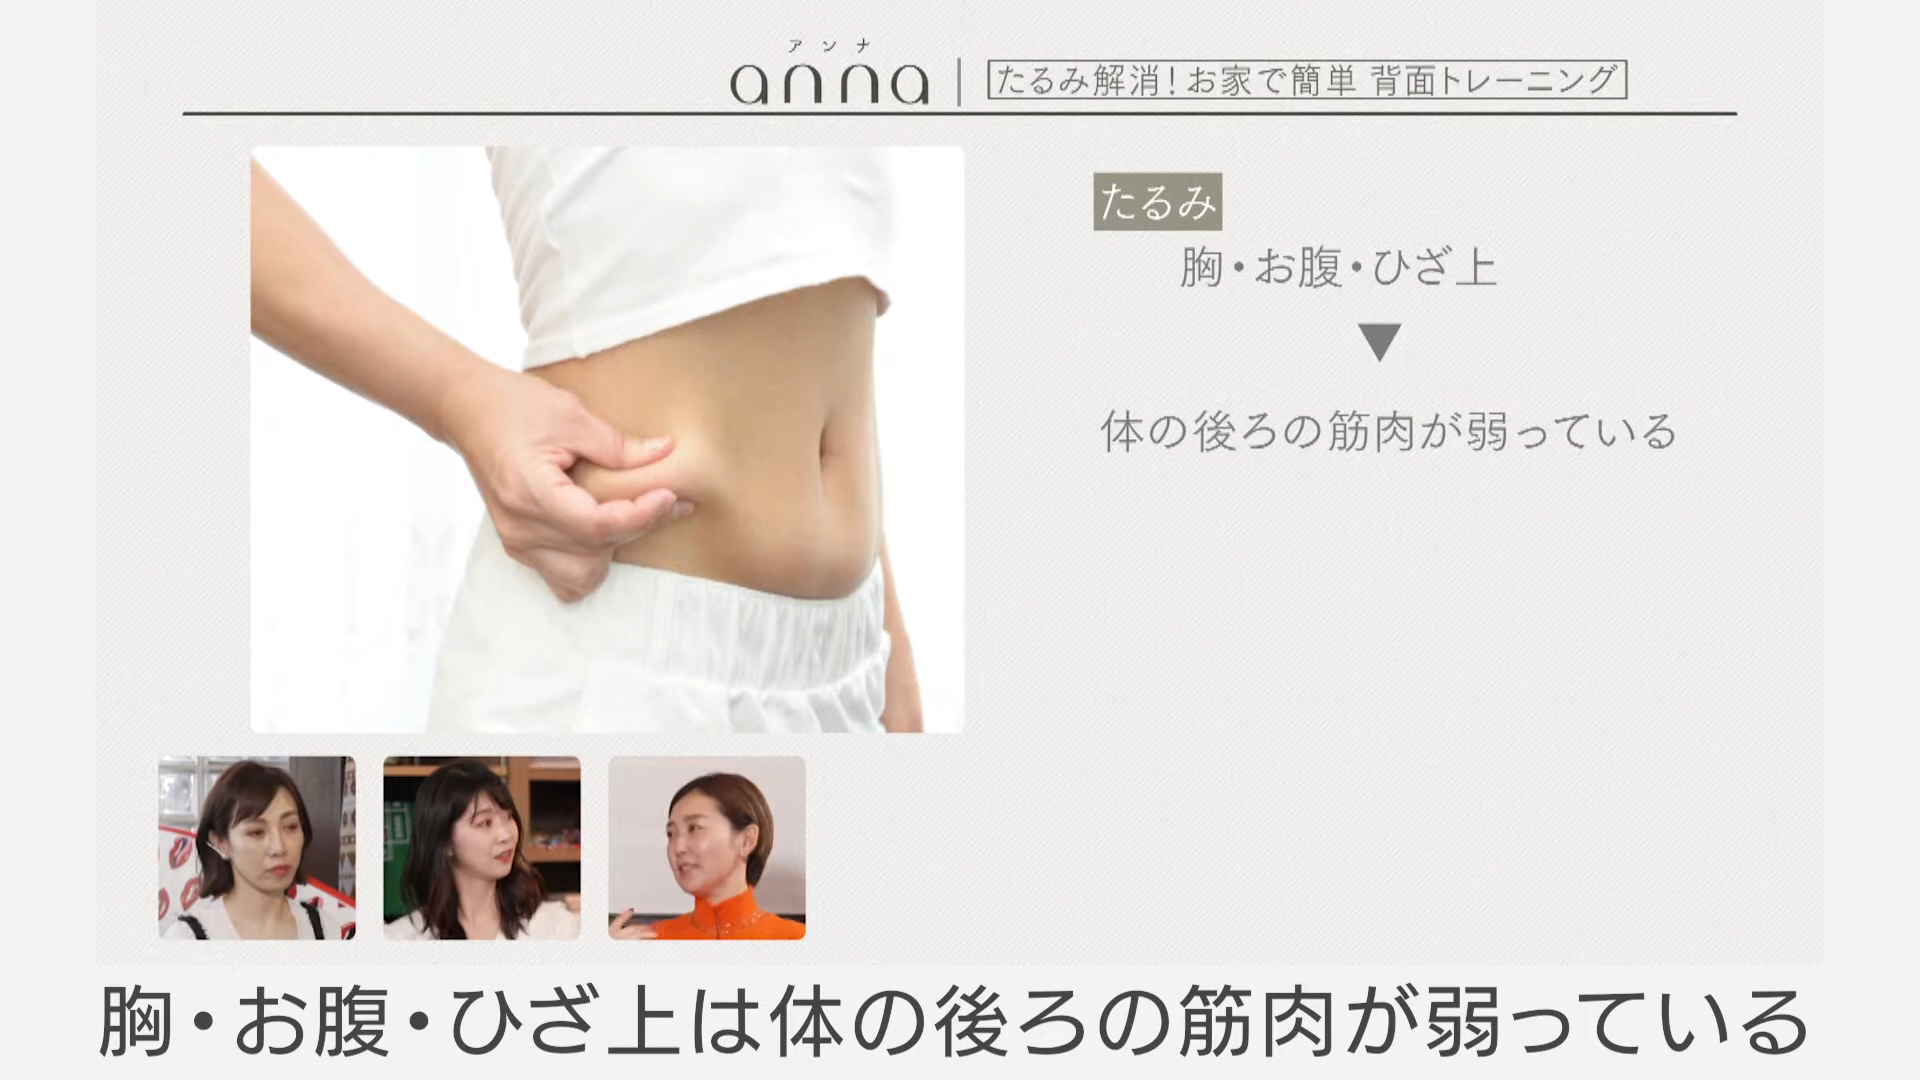 アンナ
anna
たるみ解消！お家で簡単 背面トレーニング
たるみ
胸・お腹・ひざ上
▼
体の後ろの筋肉が弱っている
胸・お腹・ひざ上は体の後ろの筋肉が弱っている